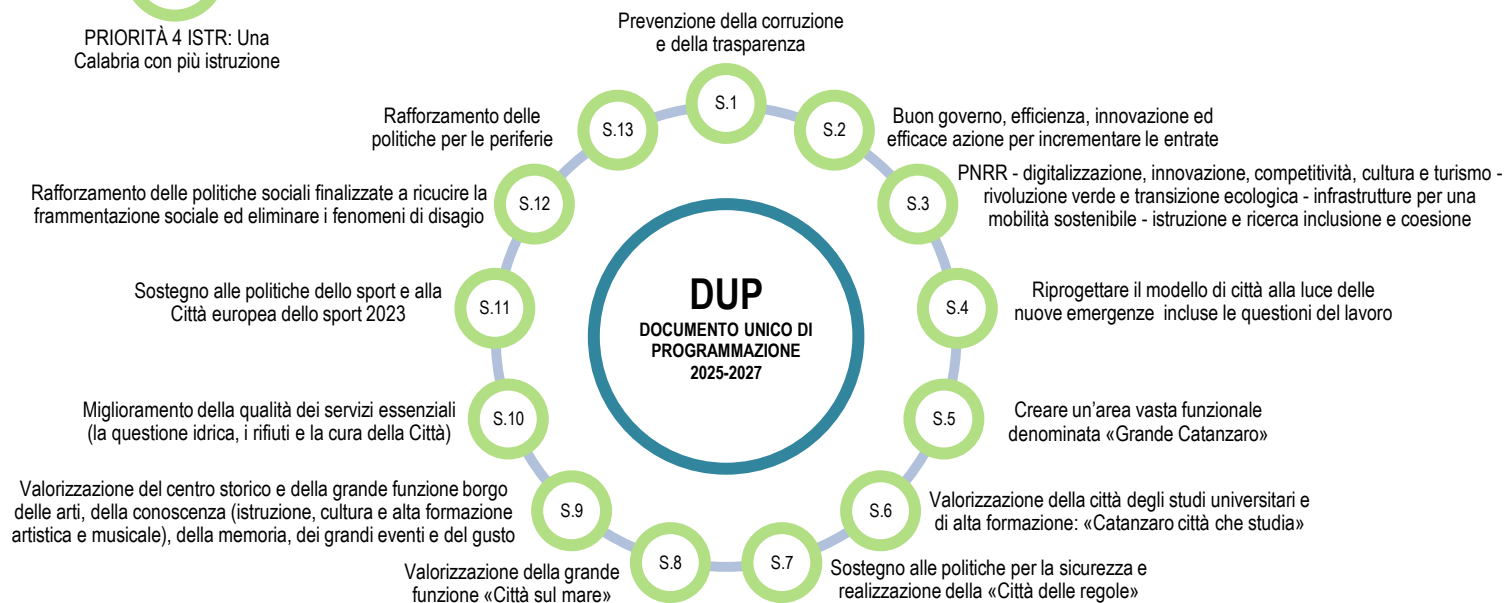 PRIORITÀ 4 ISTR: Una
Calabria con più istruzione
Prevenzione della corruzione
e della trasparenza
S.1
S.2
Buon governo, efficienza, innovazione ed
efficace azione per incrementare le entrate
S.3
PNRR - digitalizzazione, innovazione, competitività, cultura e turismo -
rivoluzione verde e transizione ecologica - infrastrutture per una
mobilità sostenibile - istruzione e ricerca inclusione e coesione
S.4
Riprogettare il modello di città alla luce delle
nuove emergenze incluse le questioni del lavoro
S.5
Creare un’area vasta funzionale
denominata «Grande Catanzaro»
S.6
Valorizzazione della città degli studi universitari e
di alta formazione: «Catanzaro città che studia»
S.7
Sostegno alle politiche per la sicurezza e
realizzazione della «Città delle regole»
S.8
Valorizzazione della grande
funzione «Città sul mare»
S.9
Valorizzazione del centro storico e della grande funzione borgo
delle arti, della conoscenza (istruzione, cultura e alta formazione
artistica e musicale), della memoria, dei grandi eventi e del gusto
S.10
Miglioramento della qualità dei servizi essenziali
(la questione idrica, i rifiuti e la cura della Città)
S.11
Sostegno alle politiche dello sport e alla
Città europea dello sport 2023
S.12
Rafforzamento delle politiche sociali finalizzate a ricucire la
frammentazione sociale ed eliminare i fenomeni di disagio
S.13
Rafforzamento delle
politiche per le periferie
DUP
DOCUMENTO UNICO DI
PROGRAMMAZIONE
2025-2027